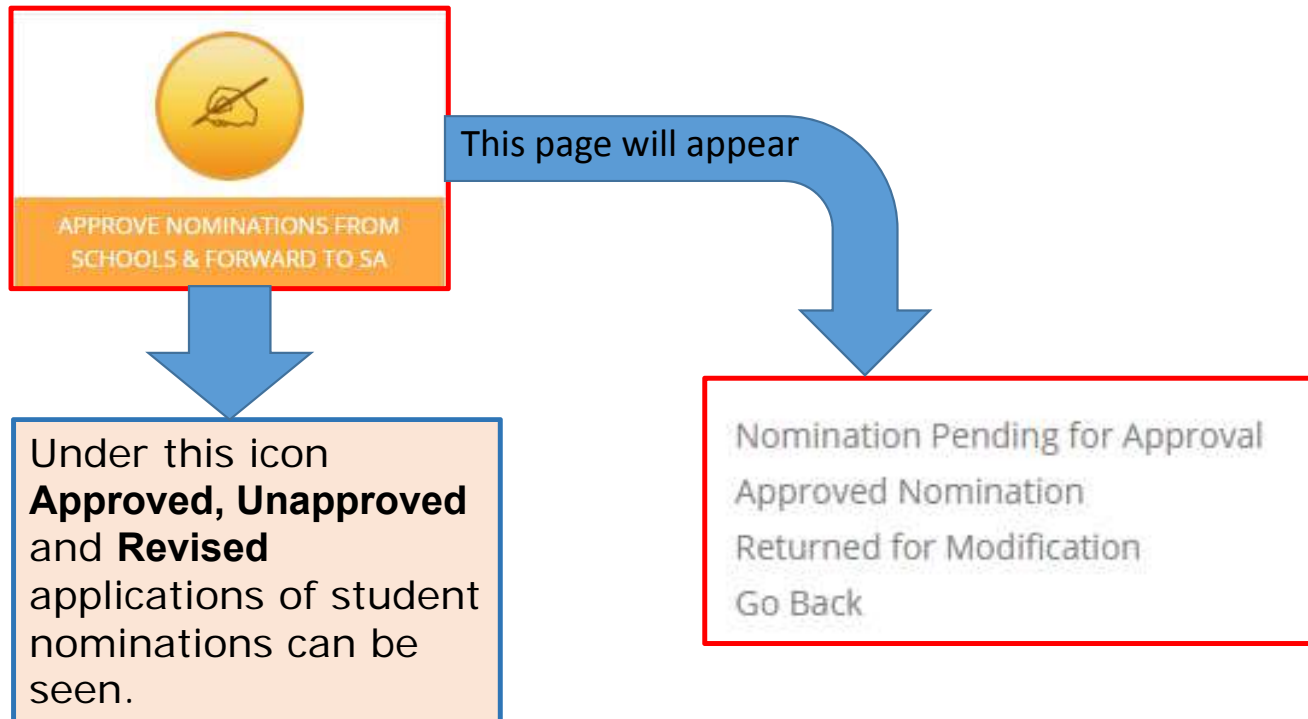 APPROVE NOMINATIONS FROM
SCHOOLS & FORWARD TO SA
This page will appear
Under this icon
Approved, Unapproved
and Revised
applications of student
nominations can be
seen.
Nomination Pending for Approval
Approved Nomination
Returned for Modification
Go Back